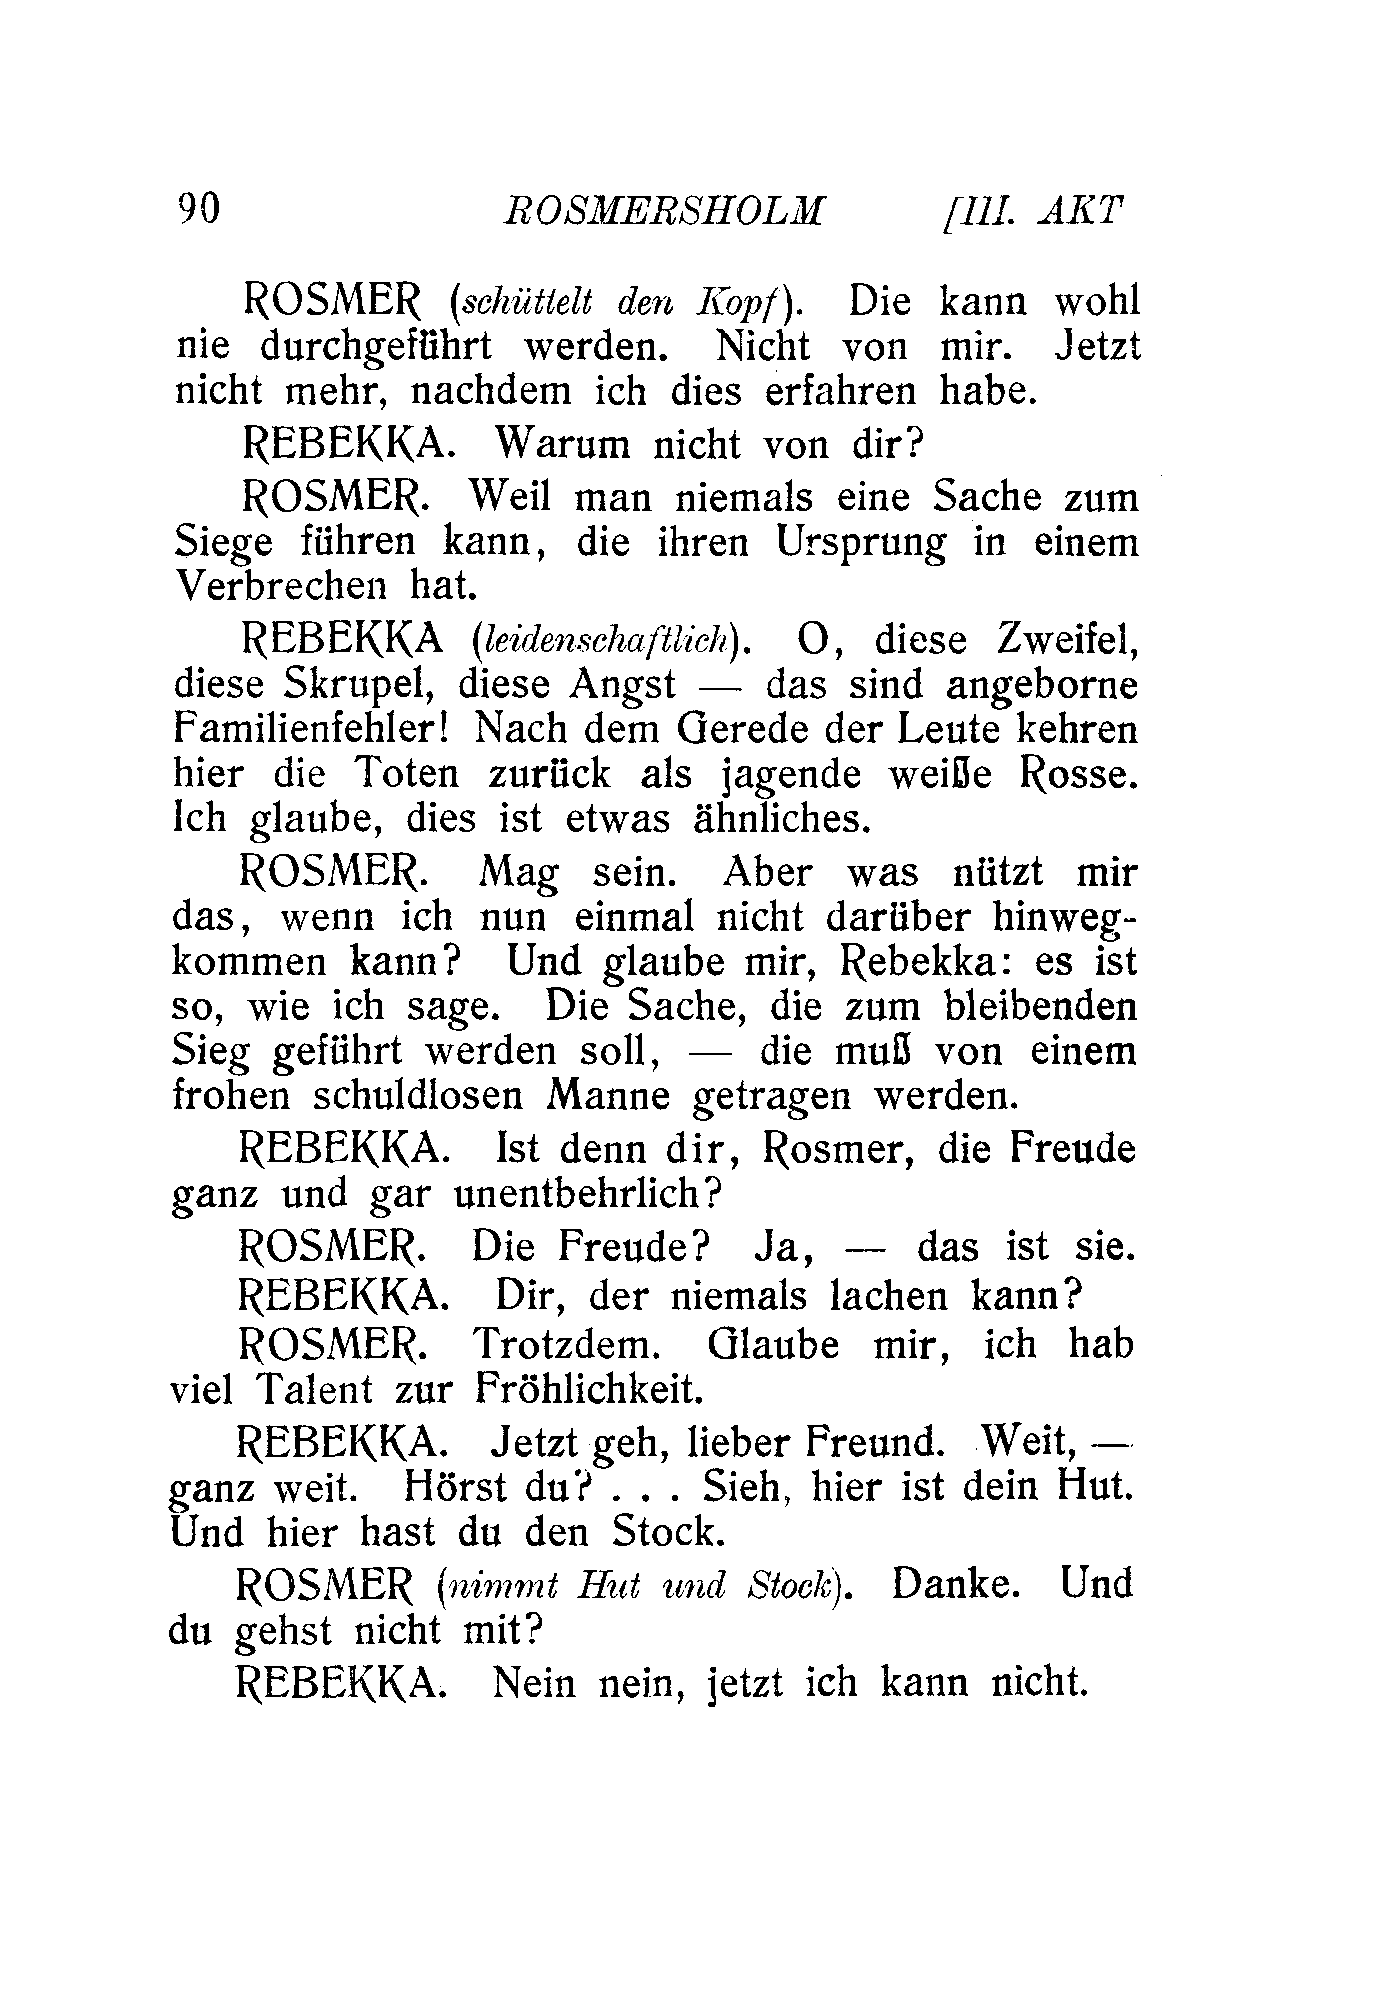 90 ROSMERSHOLM [III. AKT
ROSMER (schüttelt den Kopf). Die kann wohl
nie durchgeführt werden. Nicht von mir. Jetzt
nicht mehr, nachdem ich dies erfahren habe.
REBEKKA. Warum nicht von dir?
ROSMER. Weil man niemals eine Sache zum
Siege führen kann, die ihren Ursprung in einem
Verbrechen hat.
REBEKKA (leidenschaftlich). O, diese Zweifel,
diese Skrupel, diese Angst — das sind angeborne
Familienfehler! Nach dem Gerede der Leute kehren
hier die Toten zurück als jagende weiße Rosse.
Ich glaube, dies ist etwas ähnliches.
ROSMER. Mag sein. Aber was nützt mir
das, wenn ich nun einmal nicht darüber hinweg-
kommen kann? Und glaube mir, Rebekka: es ist
so, wie ich sage. Die Sache, die zum bleibenden
Sieg geführt werden soll, — die muß von einem
frohen schuldlosen Manne getragen werden.
REBEKKA. Ist denn dir, Rosmer, die Freude
ganz und gar unentbehrlich?
ROSMER. Die Freude? Ja, — das ist sie.
REBEKKA. Dir, der niemals lachen kann?
ROSMER. Trotzdem. Glaube mir, ich hab
viel Talent zur Fröhlichkeit.
REBEKKA. Jetzt geh, lieber Freund. Weit, —
ganz weit. Hörst du? . . . Sieh, hier ist dein Hut.
Und hier hast du den Stock.
ROSMER (nimmt Hut und Stock). Danke. Und
du gehst nicht mit?
REBEKKA. Nein nein, jetzt ich kann nicht.